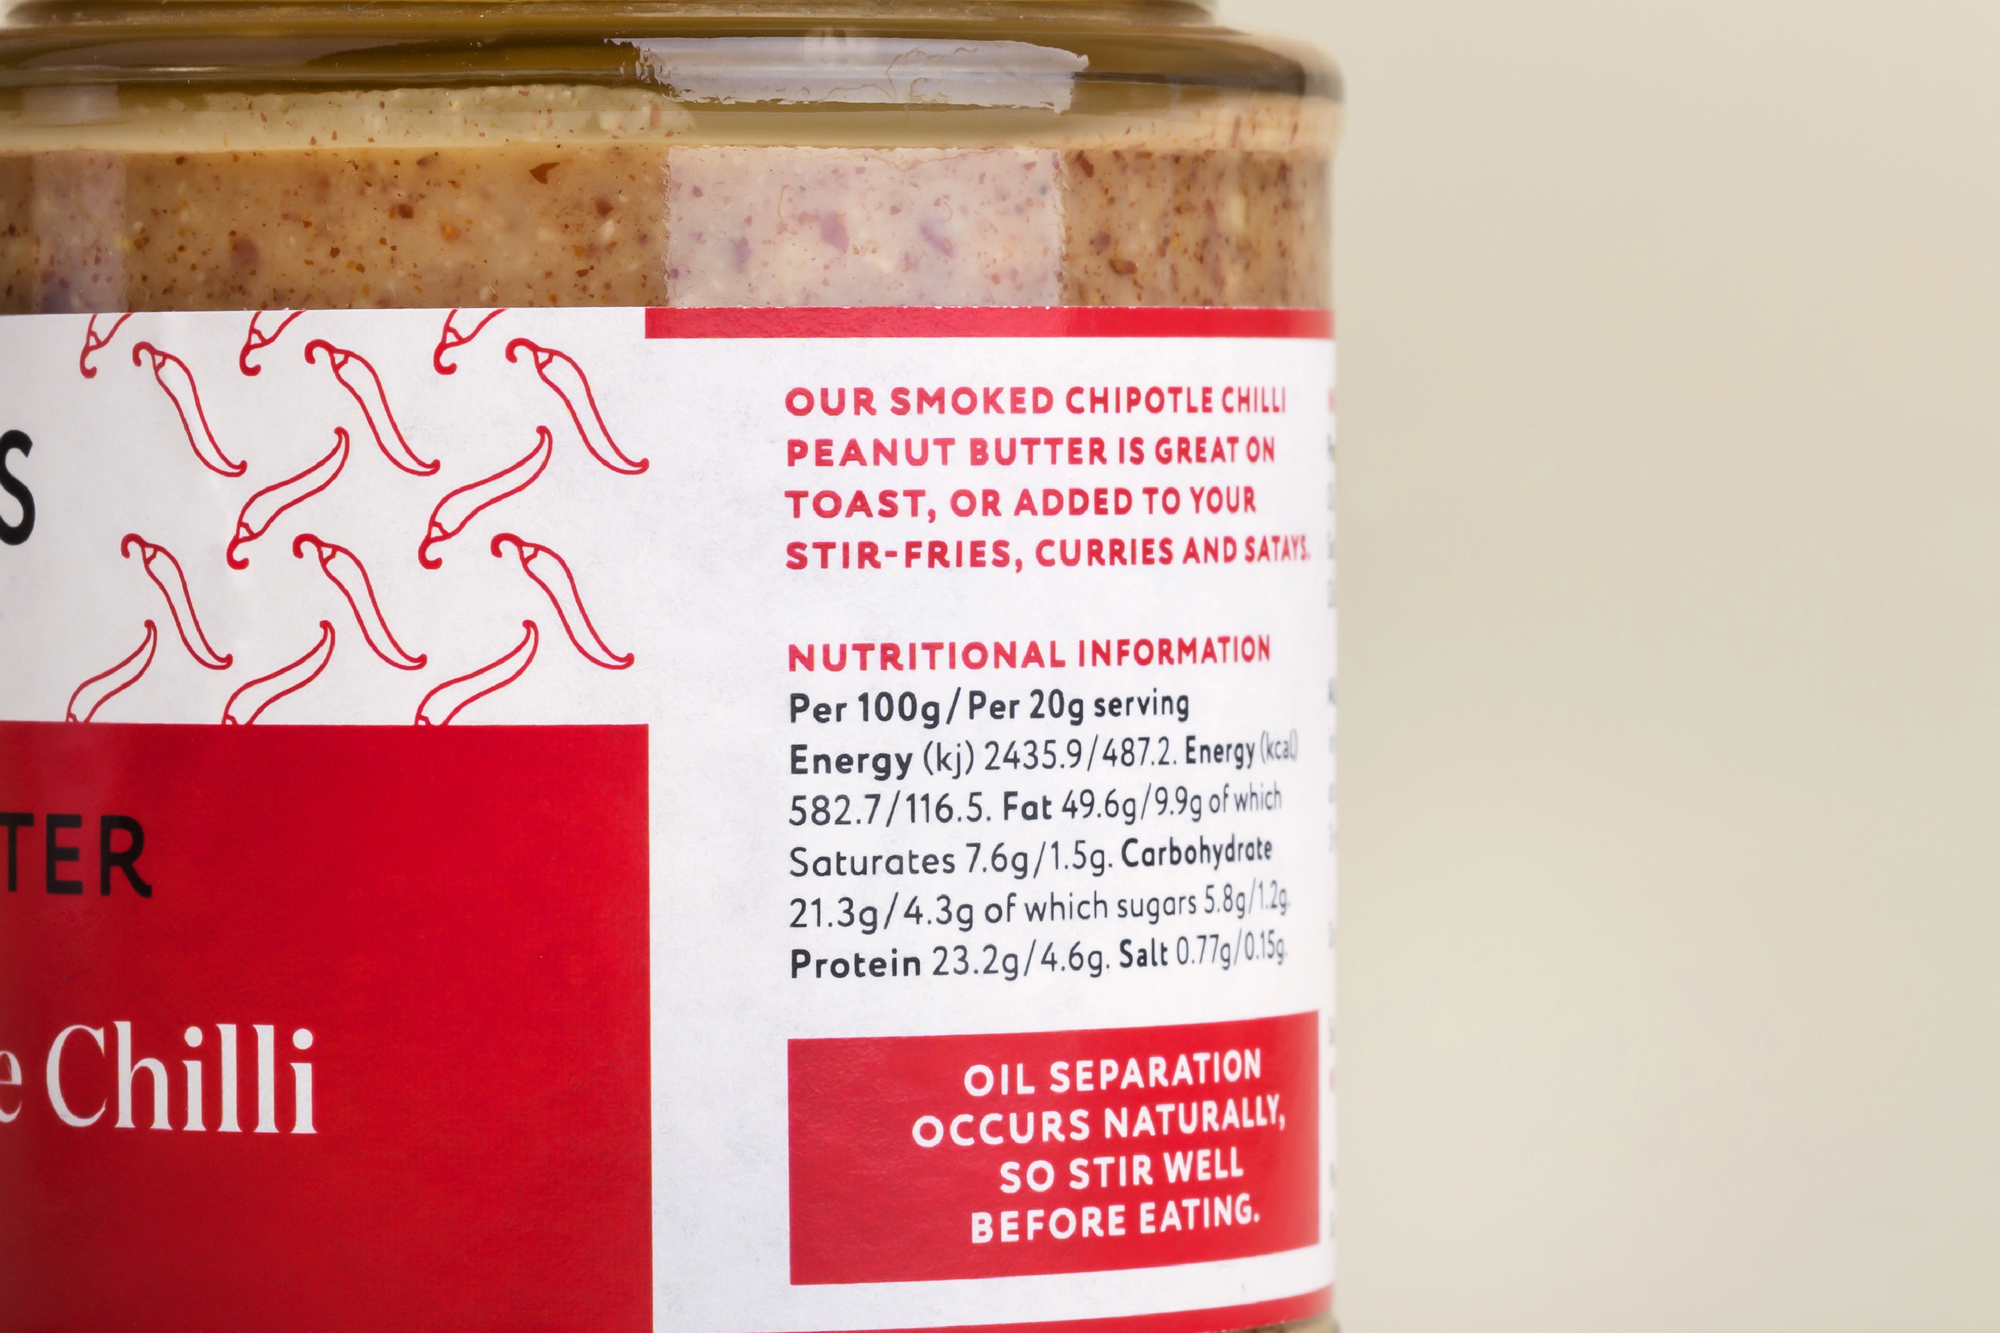 S
TER
e Chilli
OUR SMOKED CHIPOTLE CHILLI
PEANUT BUTTER IS GREAT ON
TOAST, OR ADDED TO YOUR
STIR-FRIES, CURRIES AND SATAYS.
NUTRITIONAL INFORMATION
Per 100g/Per 20g serving
Energy (kj) 2435.9/487.2. Energy (kcal)
582.7/116.5. Fat 49.6g/9.9g of which
Saturates 7.6g/1.5g. Carbohydrate
21.3g/4.3g of which sugars 5.8g/1.2g.
Protein 23.2g/4.6g. Salt 0.77g/0.15g.
OIL SEPARATION
OCCURS NATURALLY,
SO STIR WELL
BEFORE EATING.